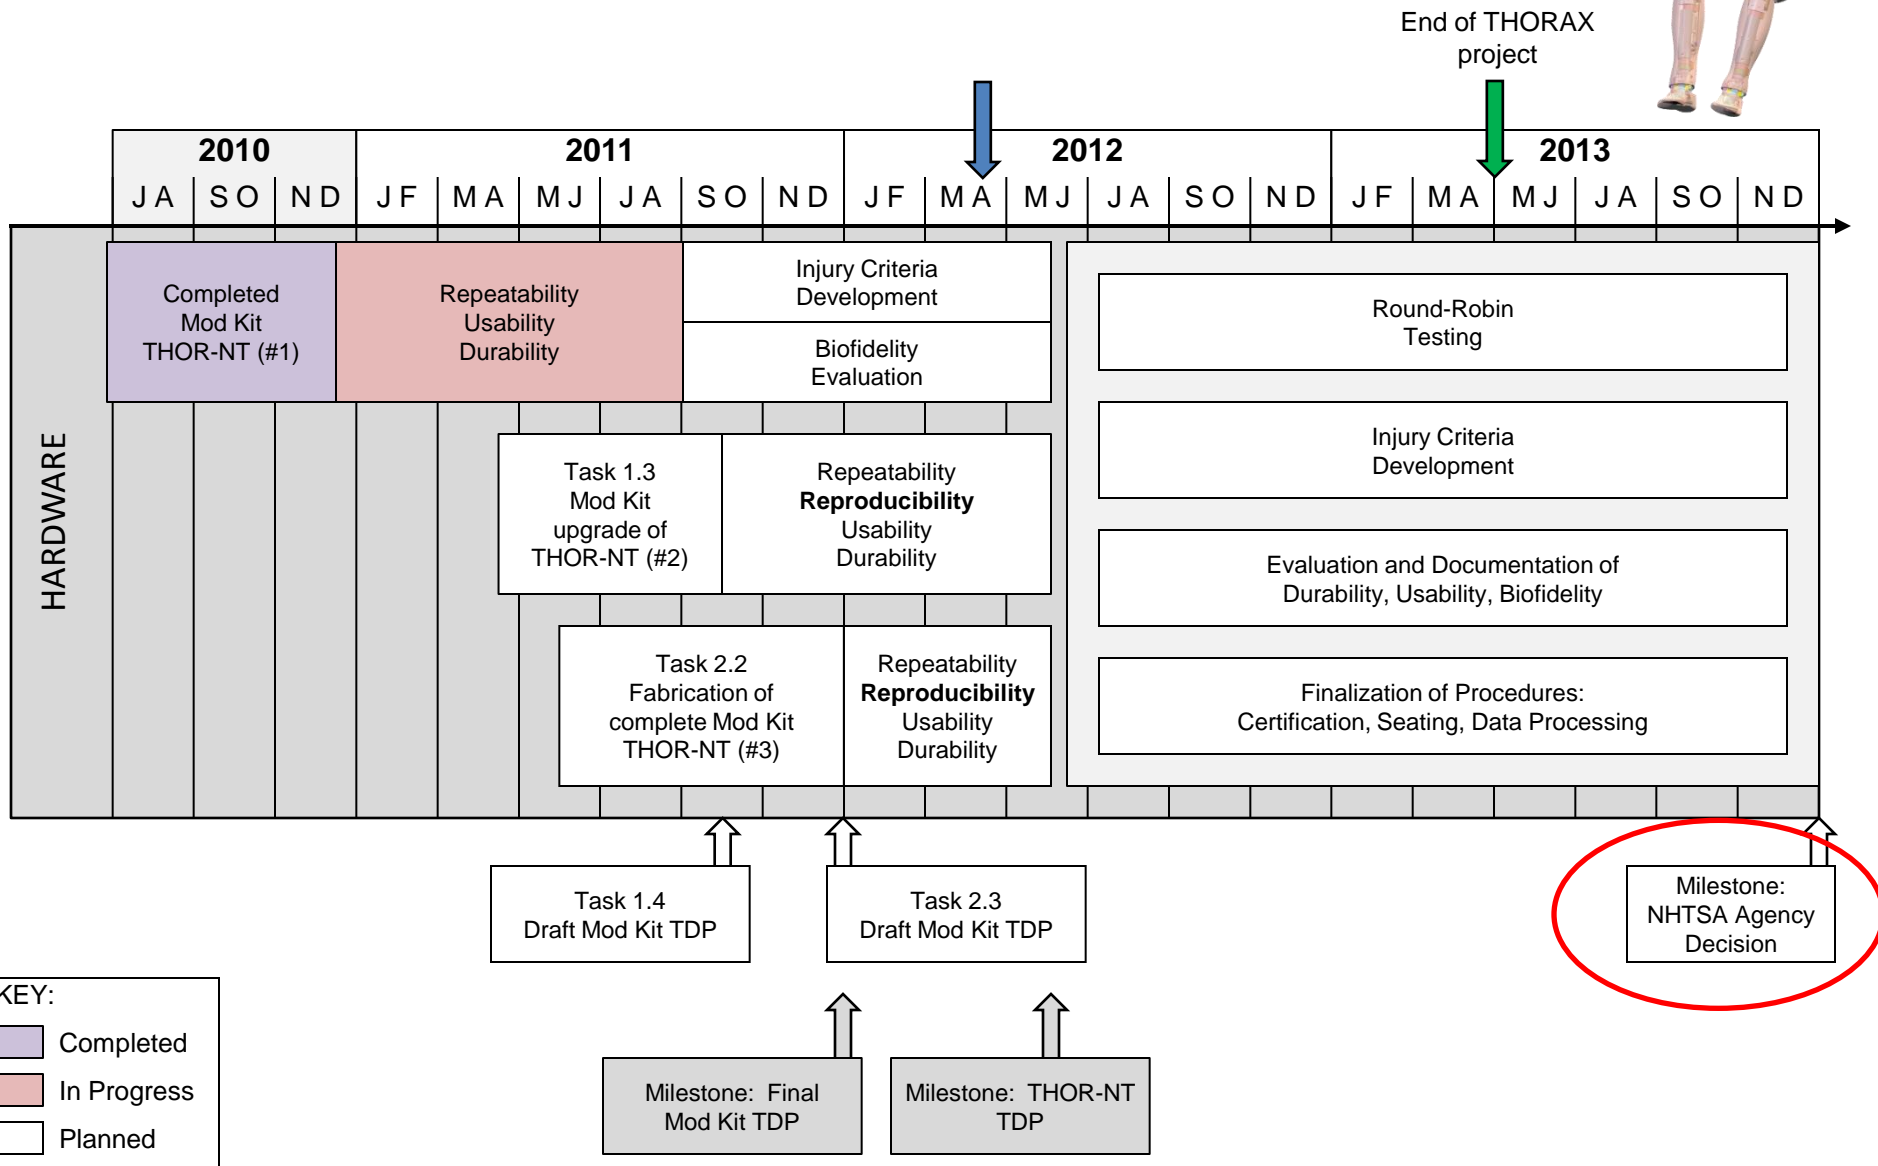 End of THORAX
project
2010 2011 2012 2013
J A S O N D J F M A M J J A S O N D J F M A M J J A S O N D J F M A M J J A S O N D
HARDWARE
Completed
Mod Kit
THOR-NT (#1)
Repeatability
Usability
Durability
Injury Criteria
Development
Biofidelity
Evaluation
Task 1.3
Mod Kit
upgrade of
THOR-NT (#2)
Repeatability
Reproducibility
Usability
Durability
Task 2.2
Fabrication of
complete Mod Kit
THOR-NT (#3)
Repeatability
Reproducibility
Usability
Durability
Round-Robin
Testing
Injury Criteria
Development
Evaluation and Documentation of
Durability, Usability, Biofidelity
Finalization of Procedures:
Certification, Seating, Data Processing
Task 1.4
Draft Mod Kit TDP
Task 2.3
Draft Mod Kit TDP
Milestone:
NHTSA Agency
Decision
Milestone: Final
Mod Kit TDP
Milestone: THOR-NT
TDP
KEY:
Completed
In Progress
Planned